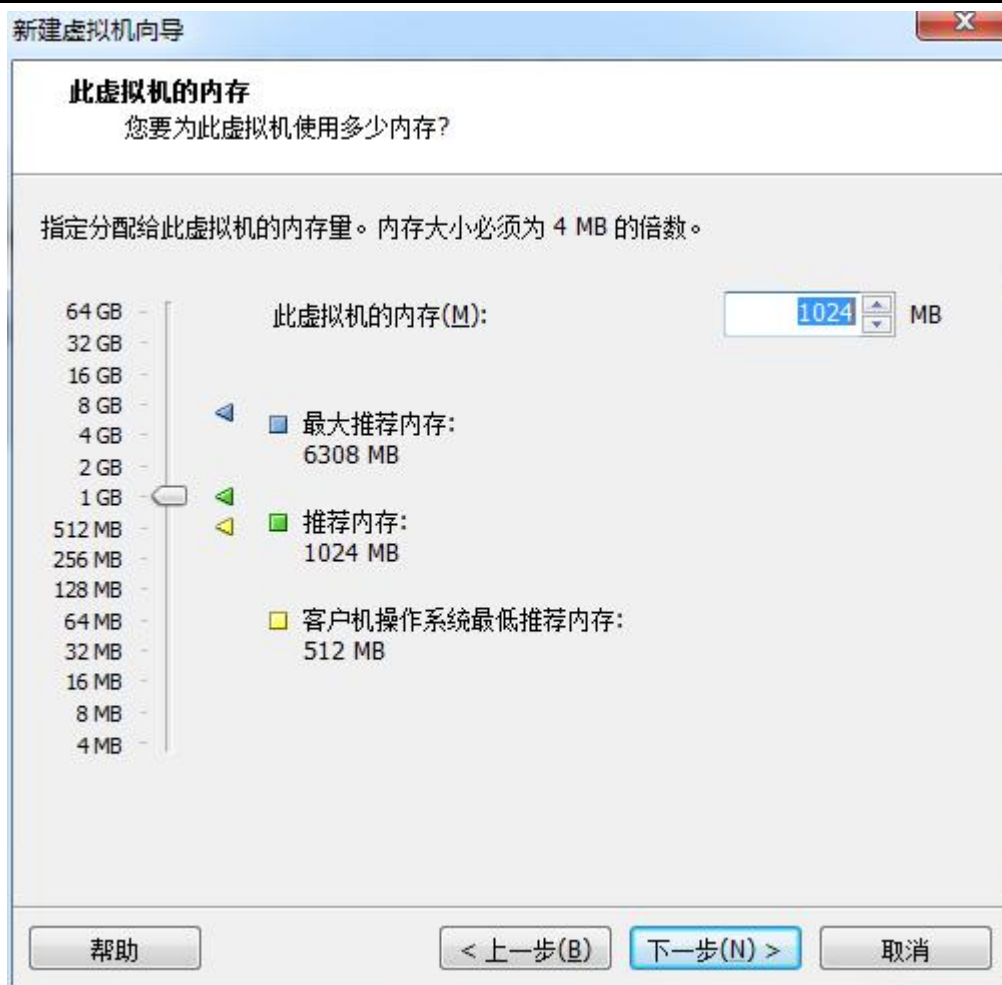 新建虚拟机向导
X
此虚拟机的内存
您要为此虚拟机使用多少内存?
指定分配给此虚拟机的内存量。内存大小必须为 4 MB 的倍数。
64 GB
32 GB
16 GB
8 GB
4 GB
2 GB
1 GB
512 MB
256 MB
128 MB
64 MB
32 MB
16 MB
8 MB
4 MB
此虚拟机的内存(M): 1024 MB
最大推荐内存:
6308 MB
推荐内存:
1024 MB
客户机操作系统最低推荐内存:
512 MB
帮助 < 上一步(B) 下一步(N) > 取消